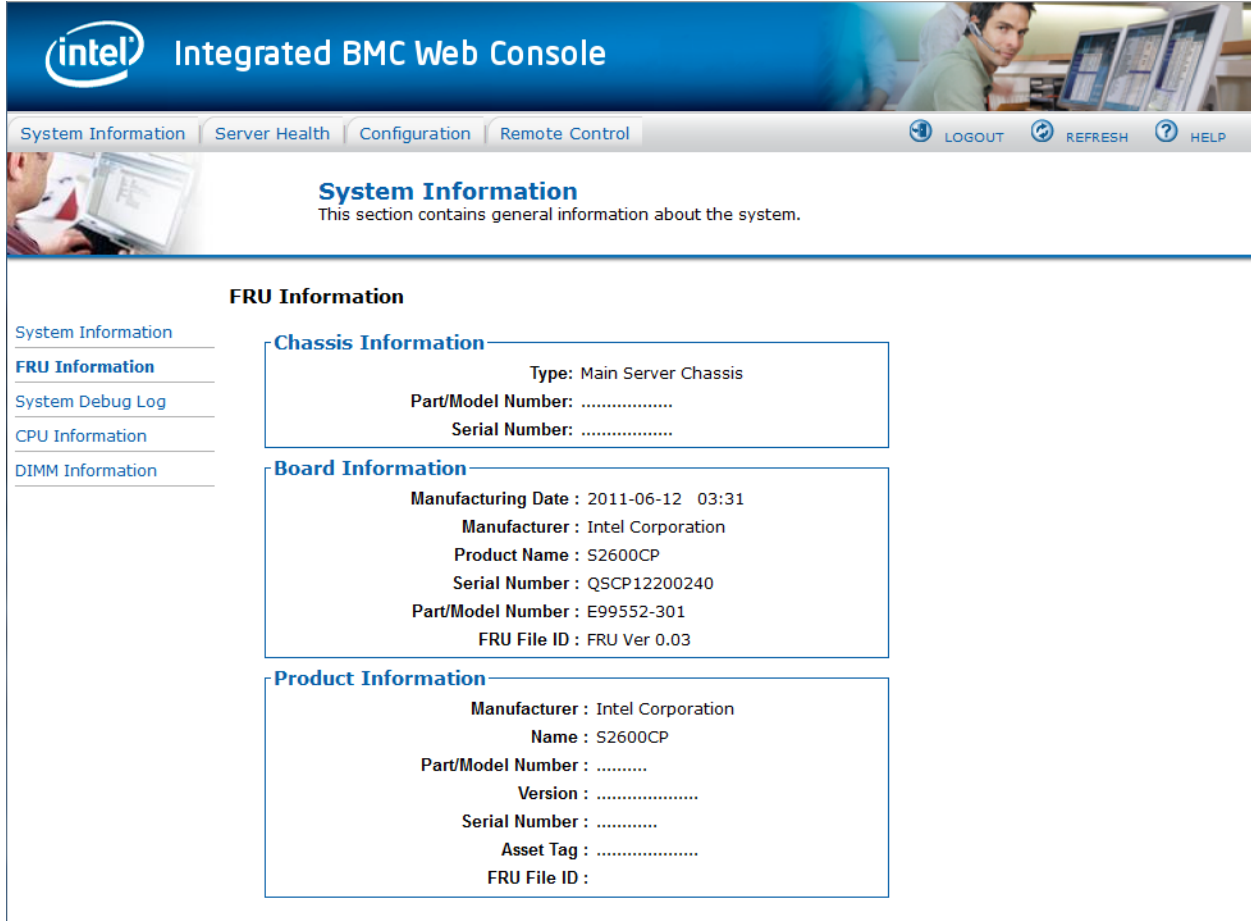 intel Integrated BMC Web Console
System Information Server Health Configuration Remote Control LOGOUT REFRESH HELP
System Information
This section contains general information about the system.
FRU Information
System Information
FRU Information
System Debug Log
CPU Information
DIMM Information
Chassis Information
Type: Main Server Chassis
Part/Model Number: ..................
Serial Number: ..................
Board Information
Manufacturing Date : 2011-06-12 03:31
Manufacturer : Intel Corporation
Product Name : S2600CP
Serial Number : QSCP12200240
Part/Model Number : E99552-301
FRU File ID : FRU Ver 0.03
Product Information
Manufacturer : Intel Corporation
Name : S2600CP
Part/Model Number : ..........
Version : ....................
Serial Number : ............
Asset Tag : ....................
FRU File ID :